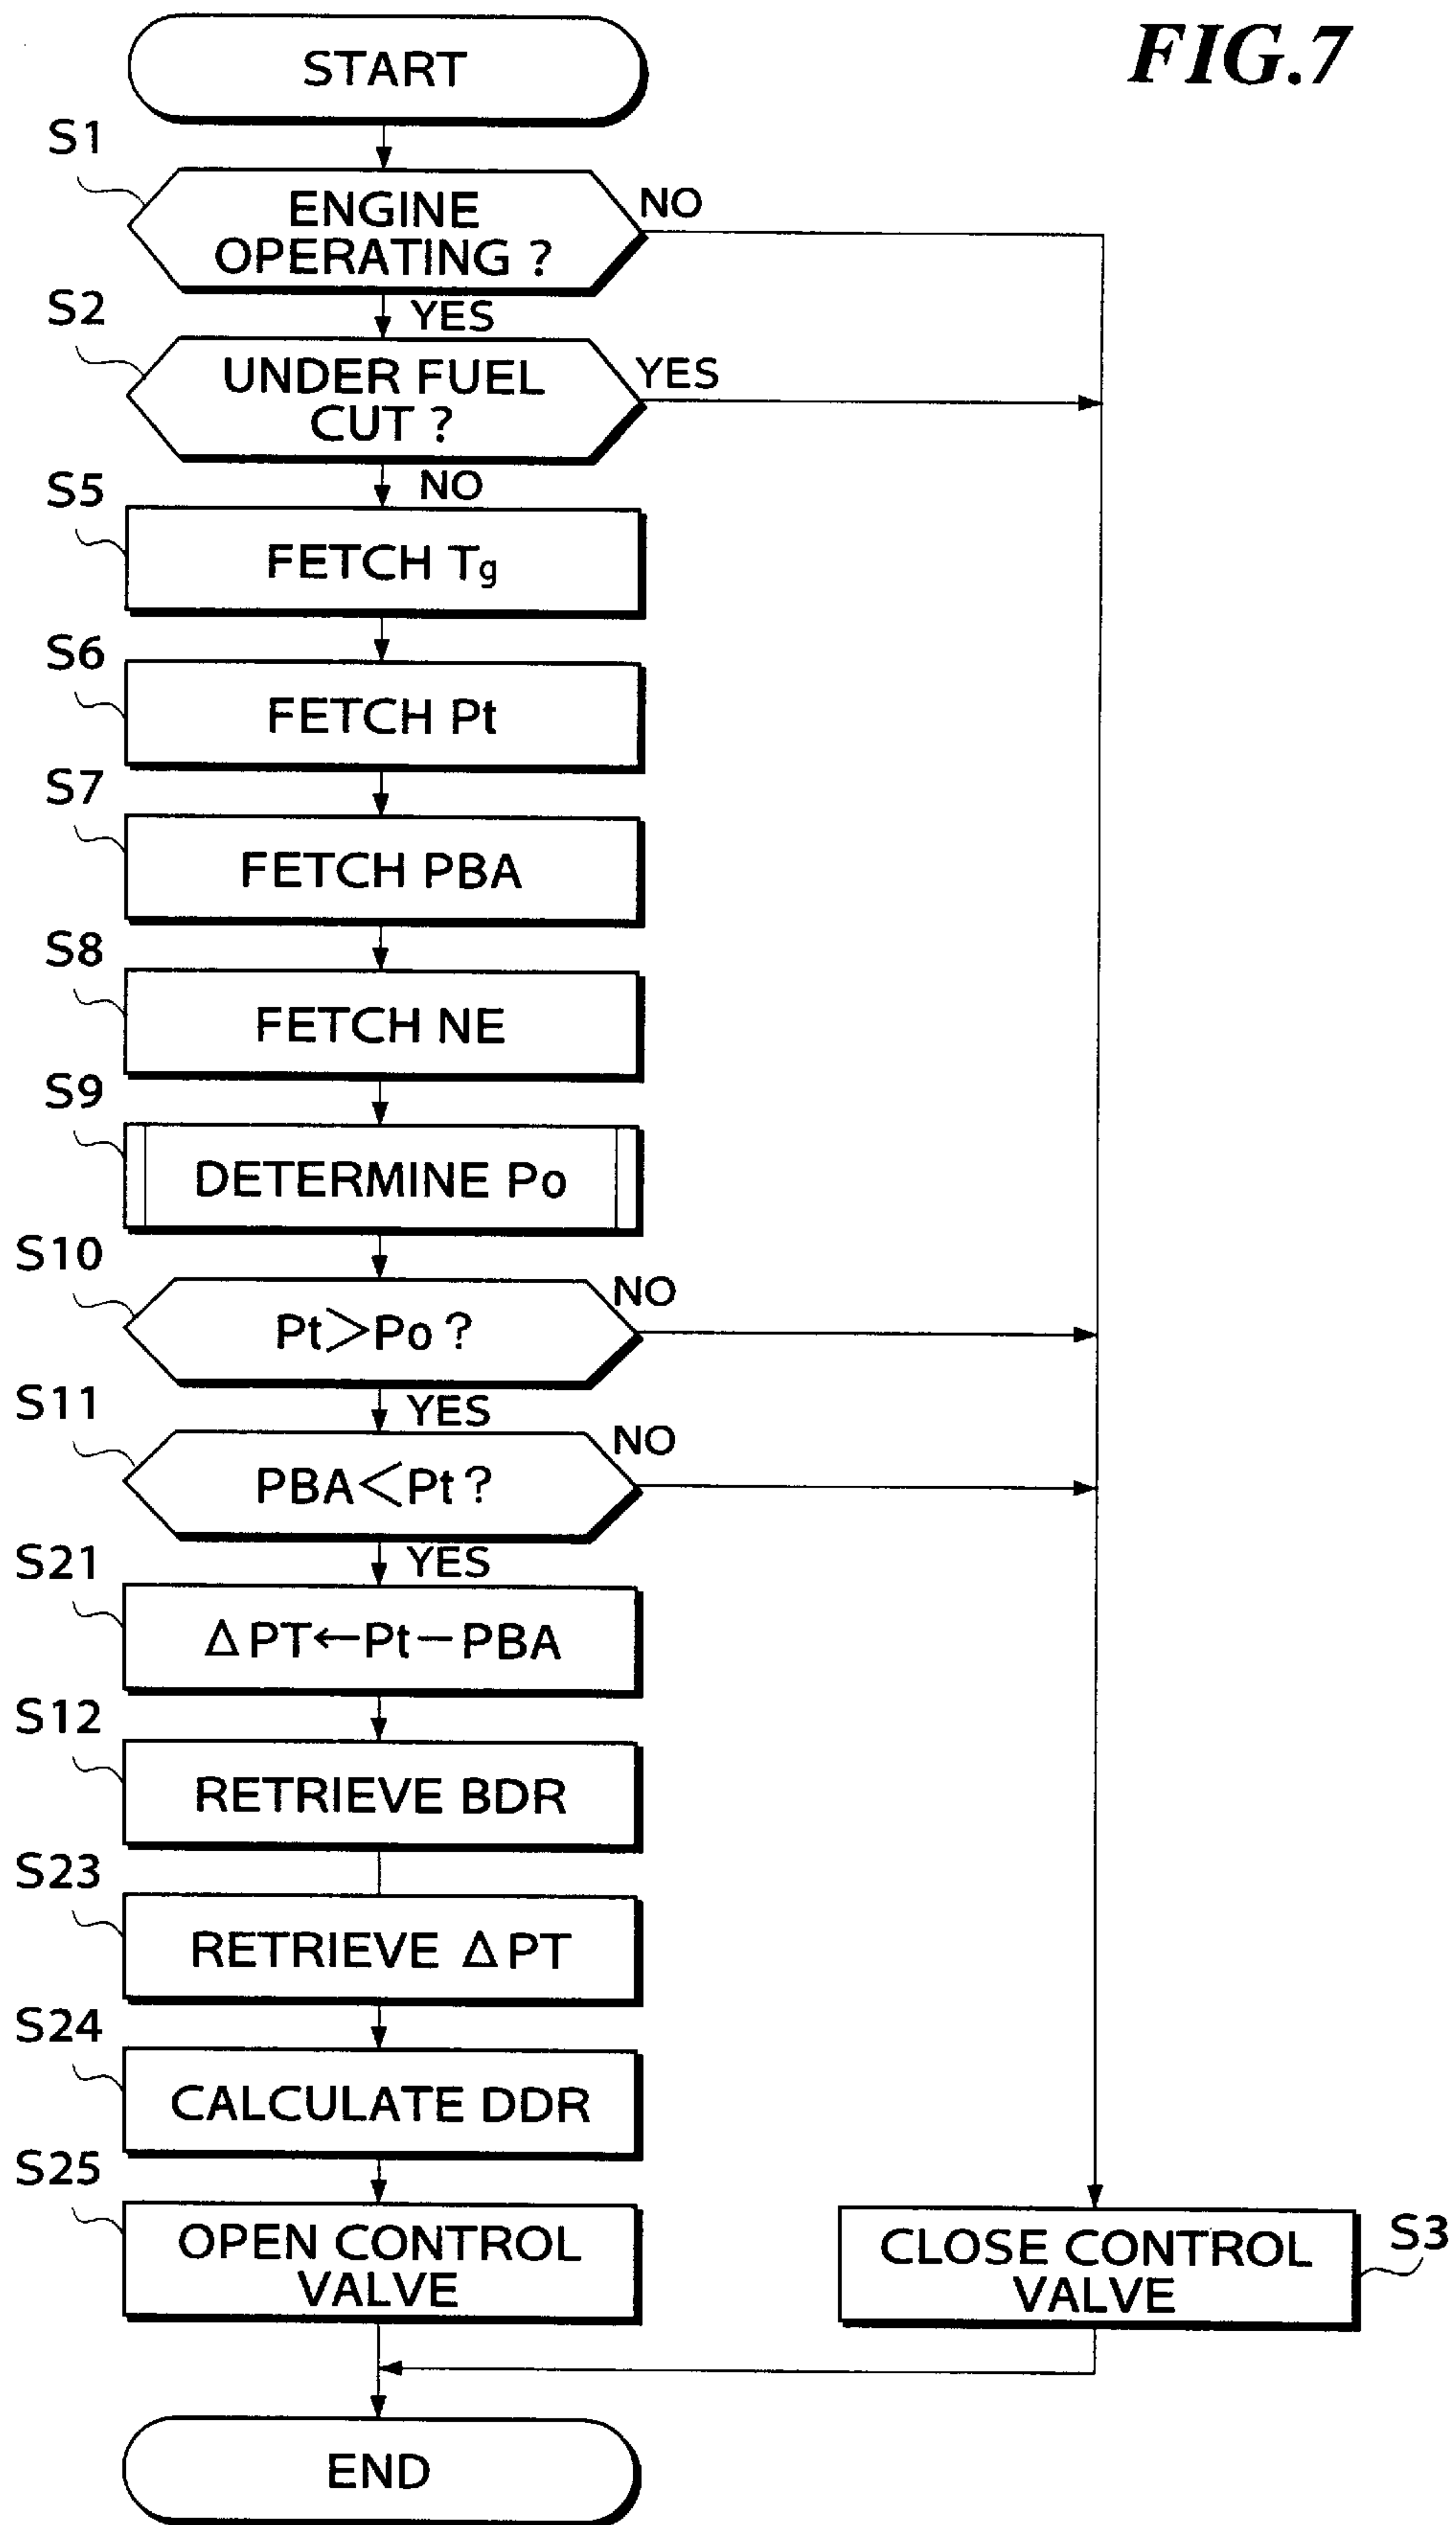 FIG.7
START
S1
ENGINE
OPERATING ?
NO
YES
S2
UNDER FUEL
CUT ?
YES
NO
S5
FETCH Tg
S6
FETCH Pt
S7
FETCH PBA
S8
FETCH NE
S9
DETERMINE Po
S10
Pt>Po ?
NO
YES
S11
PBA<Pt ?
NO
YES
S21
Δ PT←Pt−PBA
S12
RETRIEVE BDR
S23
RETRIEVE Δ PT
S24
CALCULATE DDR
S25
OPEN CONTROL
VALVE
CLOSE CONTROL
VALVE
S3
END